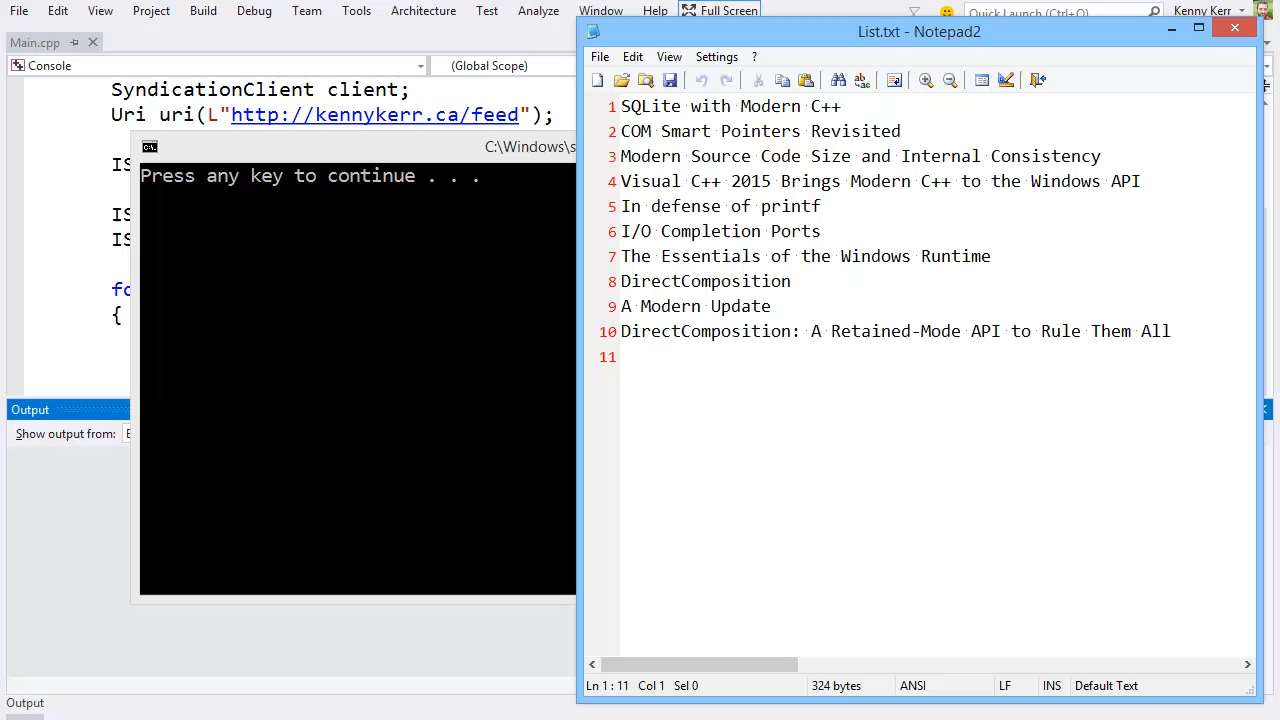 File Edit View Project Build Debug Team Tools Architecture Test Analyze Window Help Full Screen
Quick Launch (Ctrl+Q)
Kenny Kerr
Main.cpp
Console
(Global Scope)
SyndicationClient client;
Uri uri(L"http://kennykerr.ca/feed");
IS
IS
IS
fo
{
Output
Show output from:
Output
C:\Windows\s
Press any key to continue . . .
List.txt - Notepad2
File Edit View Settings ?
1 SQLite with Modern C++
2 COM Smart Pointers Revisited
3 Modern Source Code Size and Internal Consistency
4 Visual C++ 2015 Brings Modern C++ to the Windows API
5 In defense of printf
6 I/O Completion Ports
7 The Essentials of the Windows Runtime
8 DirectComposition
9 A Modern Update
10 DirectComposition: A Retained-Mode API to Rule Them All
11
Ln 1 : 11 Col 1 Sel 0 324 bytes ANSI LF INS Default Text